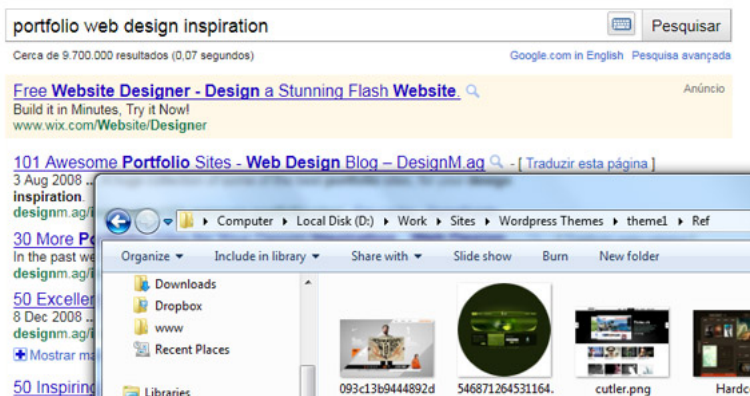 portfolio web design inspiration
Pesquisar
Cerca de 9.700.000 resultados (0,07 segundos)
Google.com in English Pesquisa avançada
Free Website Designer - Design a Stunning Flash Website.
Anúncio
Build it in Minutes, Try it Now!
www.wix.com/Website/Designer
101 Awesome Portfolio Sites - Web Design Blog – DesignM.ag - [ Traduzir esta página ]
3 Aug 2008 ...
inspiration.
designm.ag/i
30 More Po
In the past we
designm.ag/i
50 Exceller
8 Dec 2008 ...
designm.ag/i
Mostrar ma
50 Inspiring
Computer Local Disk (D:) Work Sites Wordpress Themes theme1 Ref
Organize Include in library Share with Slide show Burn New folder
Downloads
Dropbox
www
Recent Places
Libraries
093c13b9444892d
546871264531164.
cutler.png
Hardc